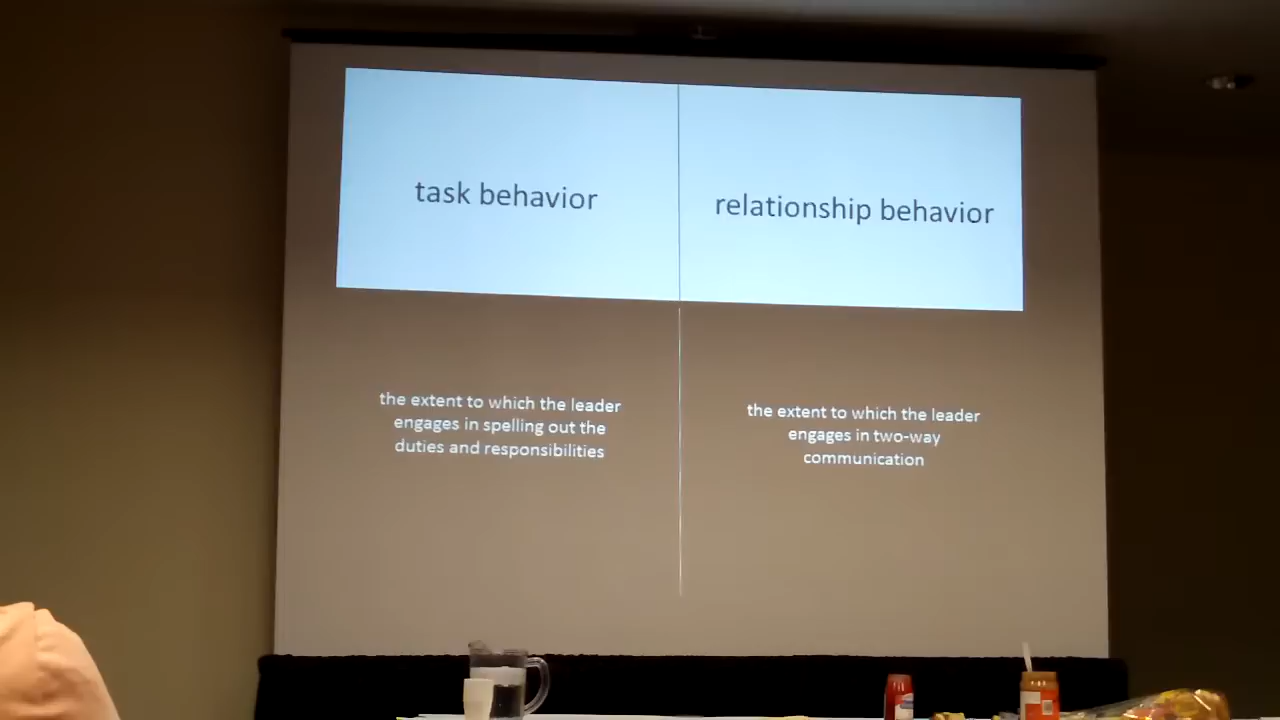 task behavior
relationship behavior
the extent to which the leader
engages in spelling out the
duties and responsibilities
the extent to which the leader
engages in two-way
communication